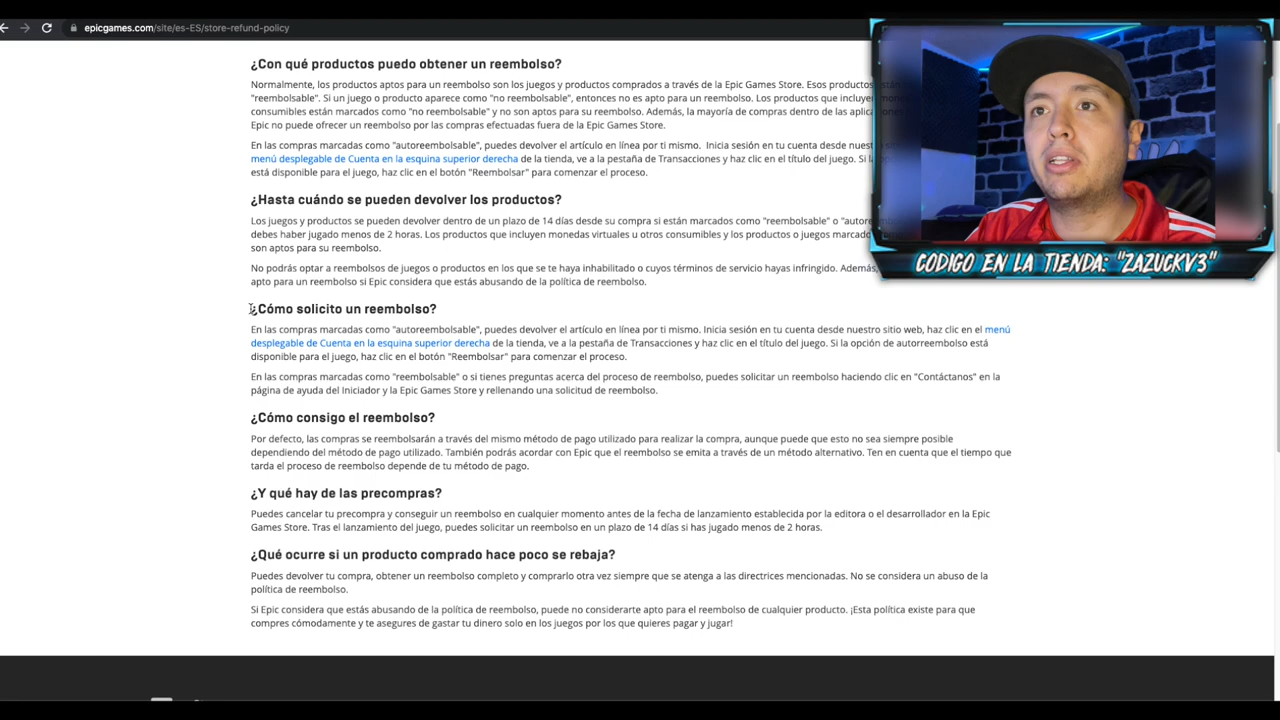 epicgames.com/site/es-ES/store-refund-policy
¿Con qué productos puedo obtener un reembolso?
Normalmente, los productos aptos para un reembolso son los juegos y productos comprados a través de la Epic Games Store. Esos productos
"reembolsable". Si un juego o producto aparece como "no reembolsable", entonces no es apto para un reembolso. Los productos que incluyen
consumibles están marcados como "no reembolsable" y no son aptos para su reembolso. Además, la mayoría de compras dentro de las
Epic no puede ofrecer un reembolso por las compras efectuadas fuera de la Epic Games Store.
En las compras marcadas como "autoreembolsable", puedes devolver el artículo en línea por ti mismo. Inicia sesión en tu cuenta desde
menú desplegable de Cuenta en la esquina superior derecha de la tienda, ve a la pestaña de Transacciones y haz clic en el título del juego. Si
está disponible para el juego, haz clic en el botón "Reembolsar" para comenzar el proceso.
¿Hasta cuándo se pueden devolver los productos?
Los juegos y productos se pueden devolver dentro de un plazo de 14 días desde su compra si están marcados como "reembolsable" o
debes haber jugado menos de 2 horas. Los productos que incluyen monedas virtuales u otros consumibles y los productos o juegos
son aptos para su reembolso.
No podrás optar a reembolsos de juegos o productos en los que se te haya inhabilitado o cuyos términos de servicio hayas infringido. Además,
apto para un reembolso si Epic considera que estás abusando de la política de reembolso.
¿Cómo solicito un reembolso?
En las compras marcadas como "autoreembolsable", puedes devolver el artículo en línea por ti mismo. Inicia sesión en tu cuenta desde nuestro sitio web, haz clic en el menú
desplegable de Cuenta en la esquina superior derecha de la tienda, ve a la pestaña de Transacciones y haz clic en el título del juego. Si la opción de autorreembolso está
disponible para el juego, haz clic en el botón "Reembolsar" para comenzar el proceso.
En las compras marcadas como "reembolsable" o si tienes preguntas acerca del proceso de reembolso, puedes solicitar un reembolso haciendo clic en "Contáctanos" en la
página de ayuda del Iniciador y la Epic Games Store y rellenando una solicitud de reembolso.
¿Cómo consigo el reembolso?
Por defecto, las compras se reembolsarán a través del mismo método de pago utilizado para realizar la compra, aunque puede que esto no sea siempre posible
dependiendo del método de pago utilizado. También podrás acordar con Epic que el reembolso se emita a través de un método alternativo. Ten en cuenta que el tiempo que
tarda el proceso de reembolso depende de tu método de pago.
¿Y qué hay de las precompras?
Puedes cancelar tu precompra y conseguir un reembolso en cualquier momento antes de la fecha de lanzamiento establecida por la editora o el desarrollador en la Epic
Games Store. Tras el lanzamiento del juego, puedes solicitar un reembolso en un plazo de 14 días si has jugado menos de 2 horas.
¿Qué ocurre si un producto comprado hace poco se rebaja?
Puedes devolver tu compra, obtener un reembolso completo y comprarlo otra vez siempre que se atenga a las directrices mencionadas. No se considera un abuso de la
política de reembolso.
Si Epic considera que estás abusando de la política de reembolso, puede no considerarte apto para el reembolso de cualquier producto. ¡Esta política existe para que
compres cómodamente y te asegures de gastar tu dinero solo en los juegos por los que quieres pagar y jugar!
CODIGO EN LA TIENDA: "ZAZUCKV3"